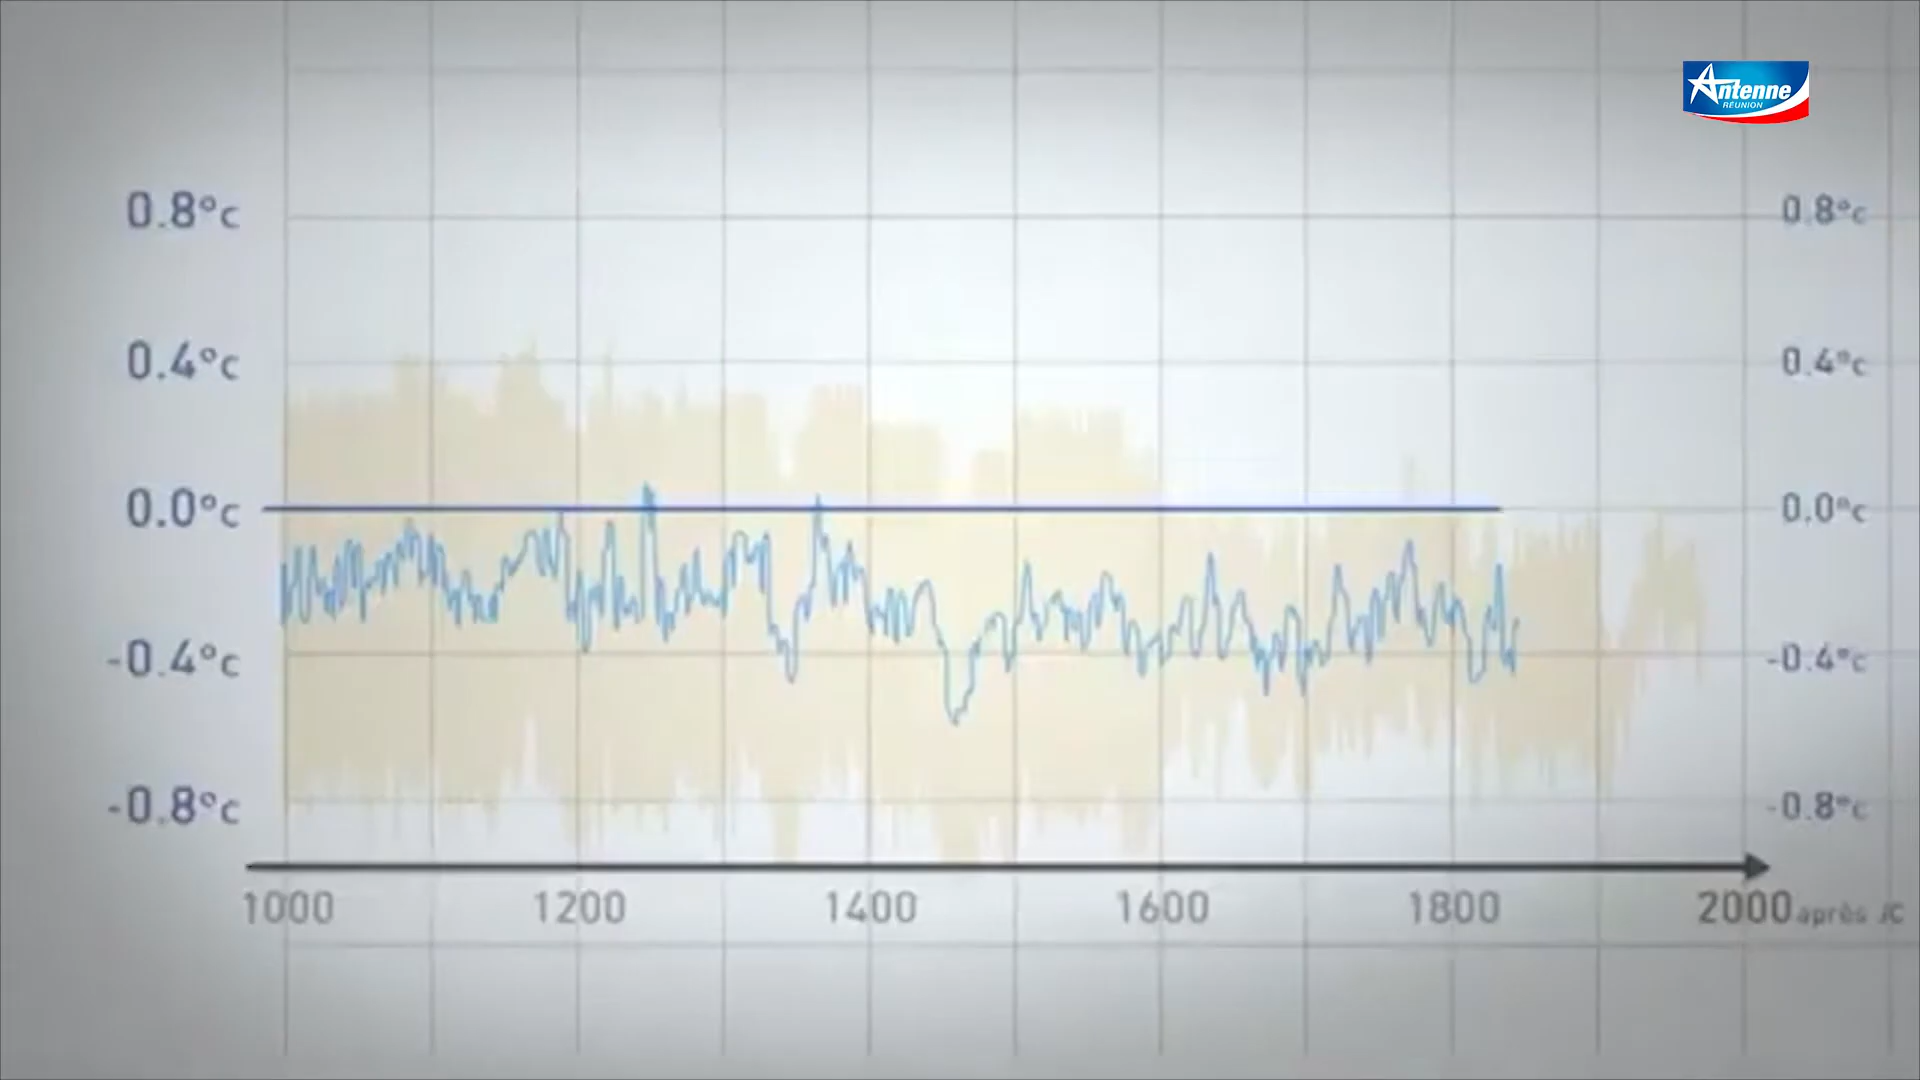 Antenne
RÉUNION
0.8°c 0.8°c
0.4°c 0.4°c
0.0°c 0.0°c
-0.4°c -0.4°c
-0.8°c -0.8°c
1000 1200 1400 1600 1800 2000 après JC